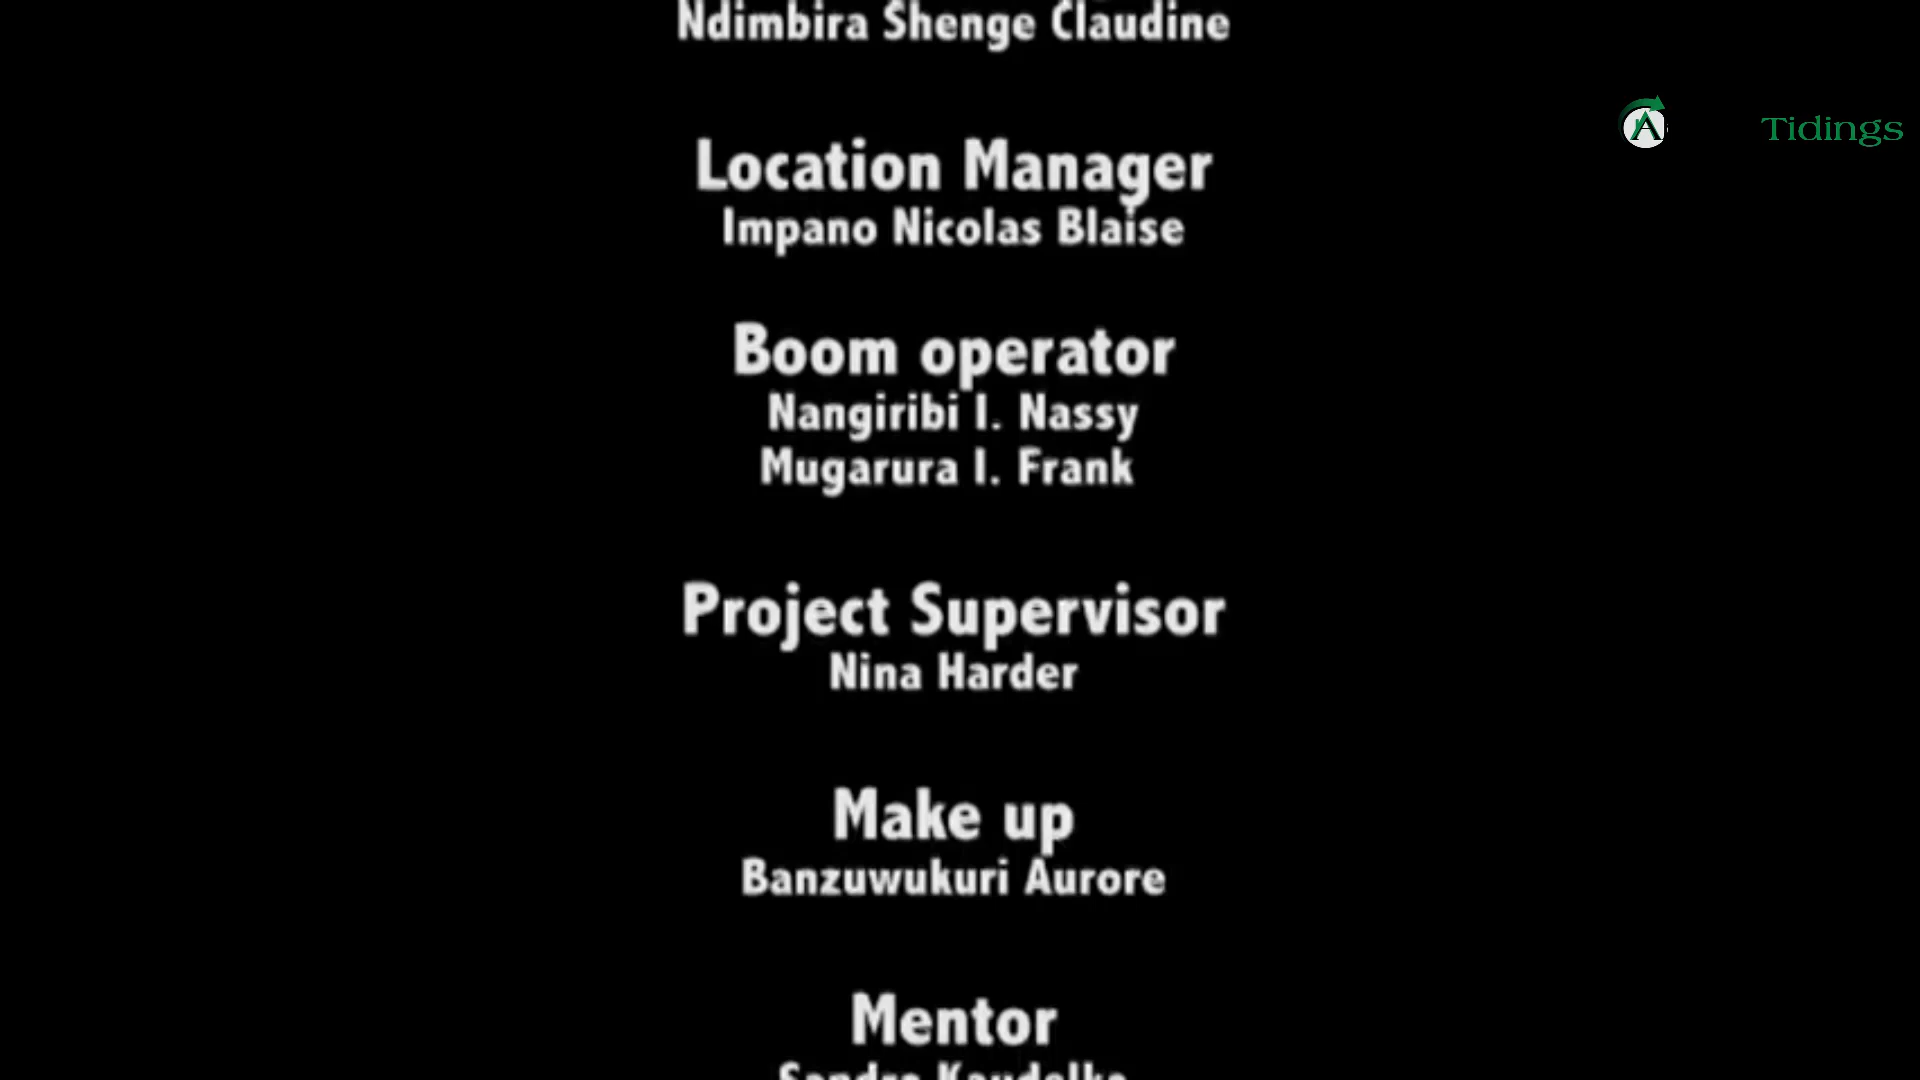 Ndimbira Shenge Claudine
Tidings
Location Manager
Impano Nicolas Blaise
Boom operator
Nangiribi I. Nassy
Mugarura I. Frank
Project Supervisor
Nina Harder
Make up
Banzuwukuri Aurore
Mentor